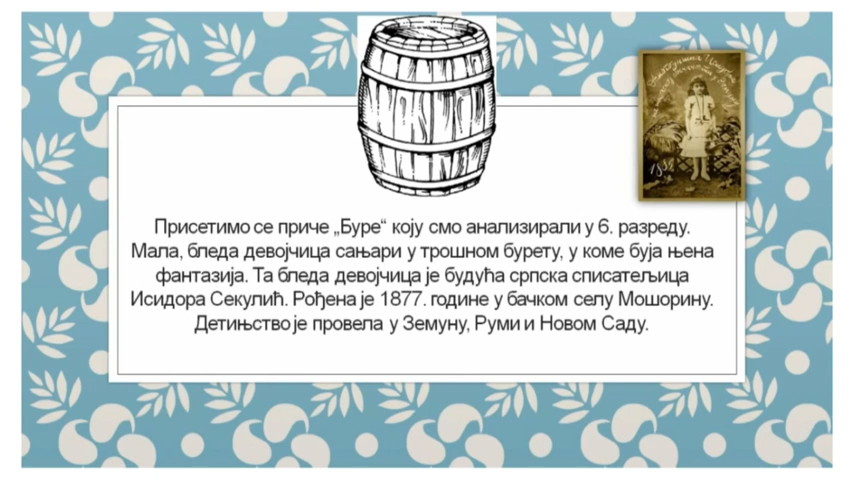 Присетимо се приче „Буре“ коју смо анализирали у 6. разреду.
Мала, бледа девојчица сањари у трошном бурету, у коме буја њена
фантазија. Та бледа девојчица је будућа српска списатељица
Исидора Секулић. Рођена је 1877. године у бачком селу Мошорину.
Детињство је провела у Земуну, Руми и Новом Саду.